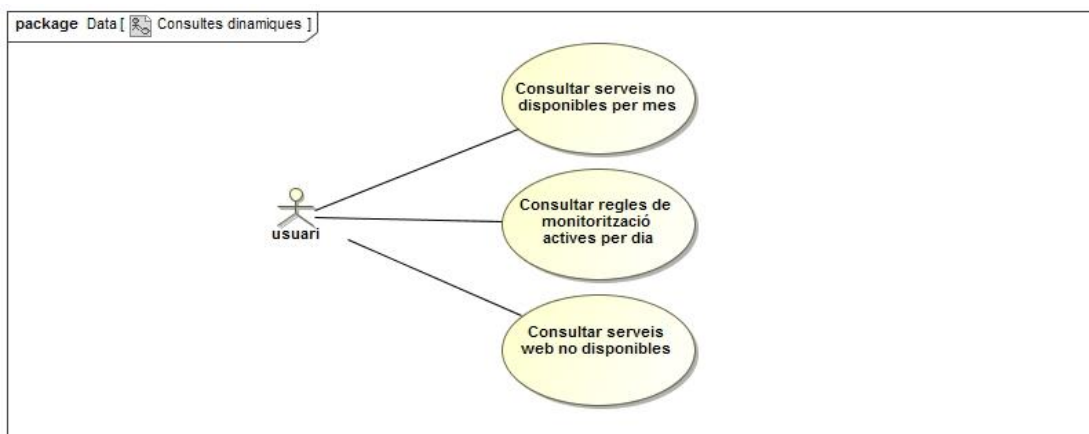 package Data [ Consultes dinamiques ]
Consultar serveis no
disponibles per mes
Consultar regles de
monitorització
actives per dia
usuari
Consultar serveis
web no disponibles